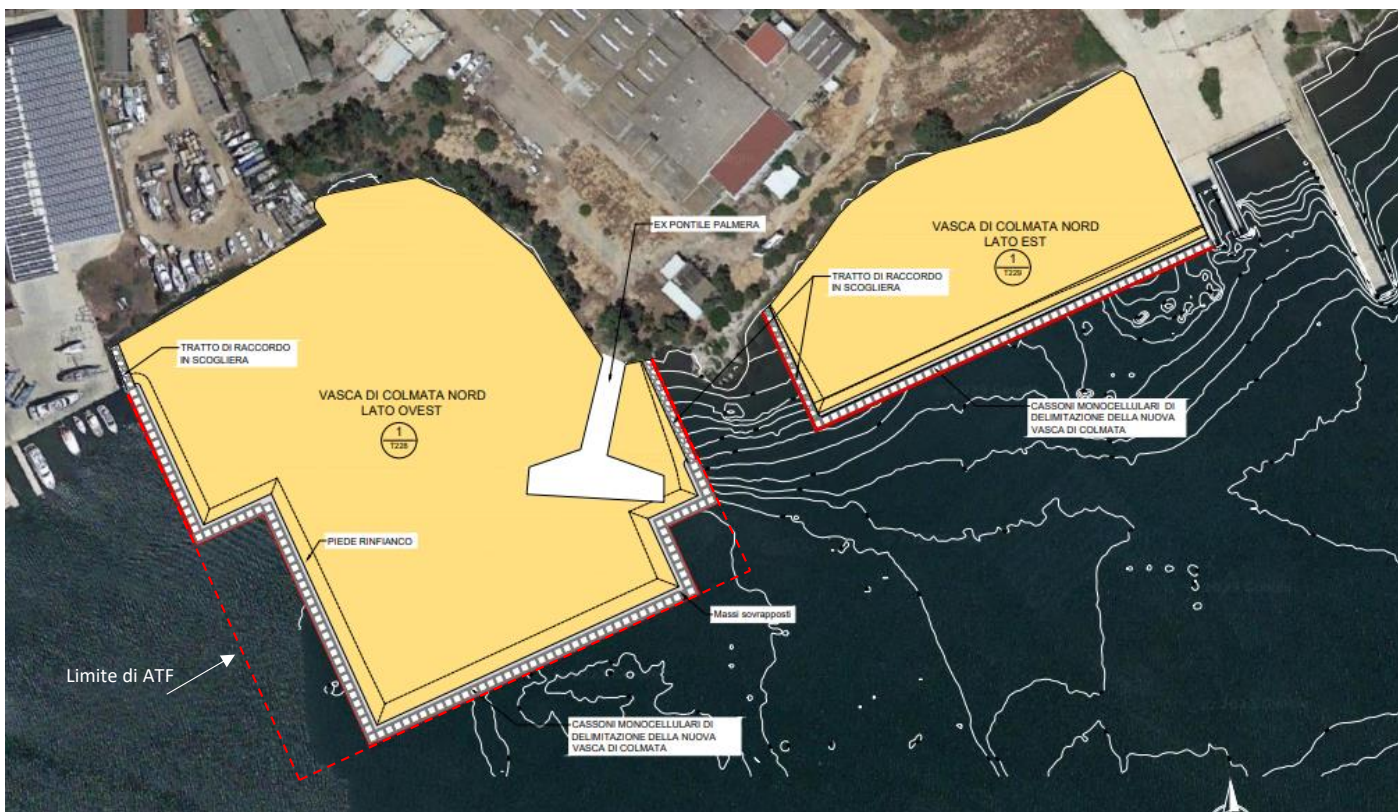 EX PONTILE PALMERA
VASCA DI COLMATA NORD
LATO EST
1
T229
TRATTO DI RACCORDO
IN SCOGLIERA
TRATTO DI RACCORDO
IN SCOGLIERA
VASCA DI COLMATA NORD
LATO OVEST
1
T228
CASSONI MONOCELLULARI DI
DELIMITAZIONE DELLA NUOVA
VASCA DI COLMATA
PIEDE RINFIANCO
Massi sovrapposti
Limite di ATF
CASSONI MONOCELLULARI DI
DELIMITAZIONE DELLA NUOVA
VASCA DI COLMATA